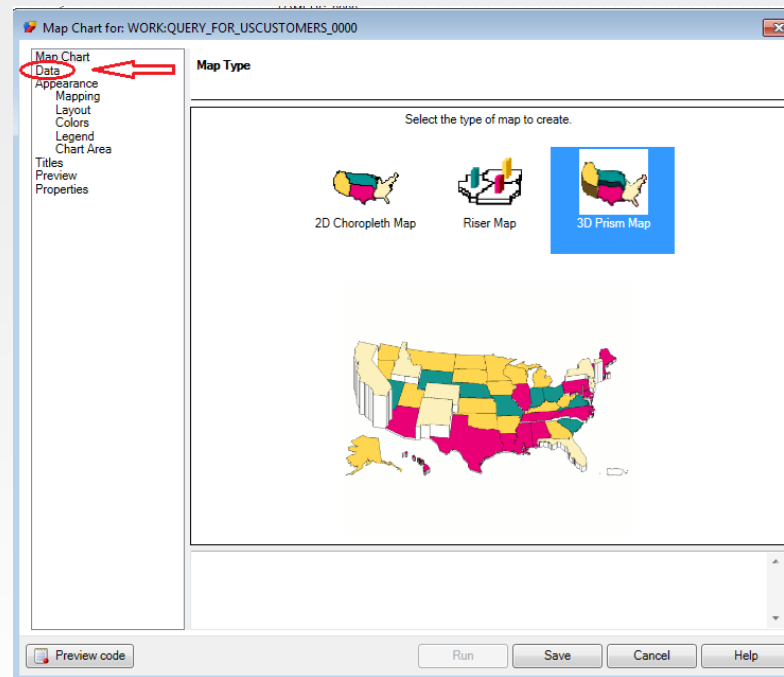 Map Chart for: WORK:QUERY_FOR_USCUSTOMERS_0000
Map Chart
Data
Appearance
Mapping
Layout
Colors
Legend
Chart Area
Titles
Preview
Properties
Map Type
Select the type of map to create.
2D Choropleth Map
Riser Map
3D Prism Map
Preview code
Run
Save
Cancel
Help